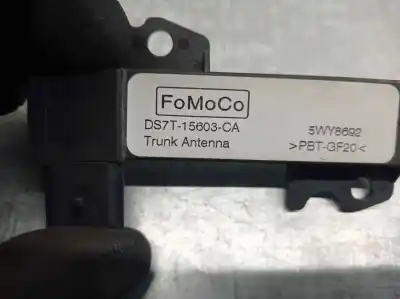 FoMoCo
DS7T-15603-CA
5WY8692
Trunk Antenna
>PBT-GF20<